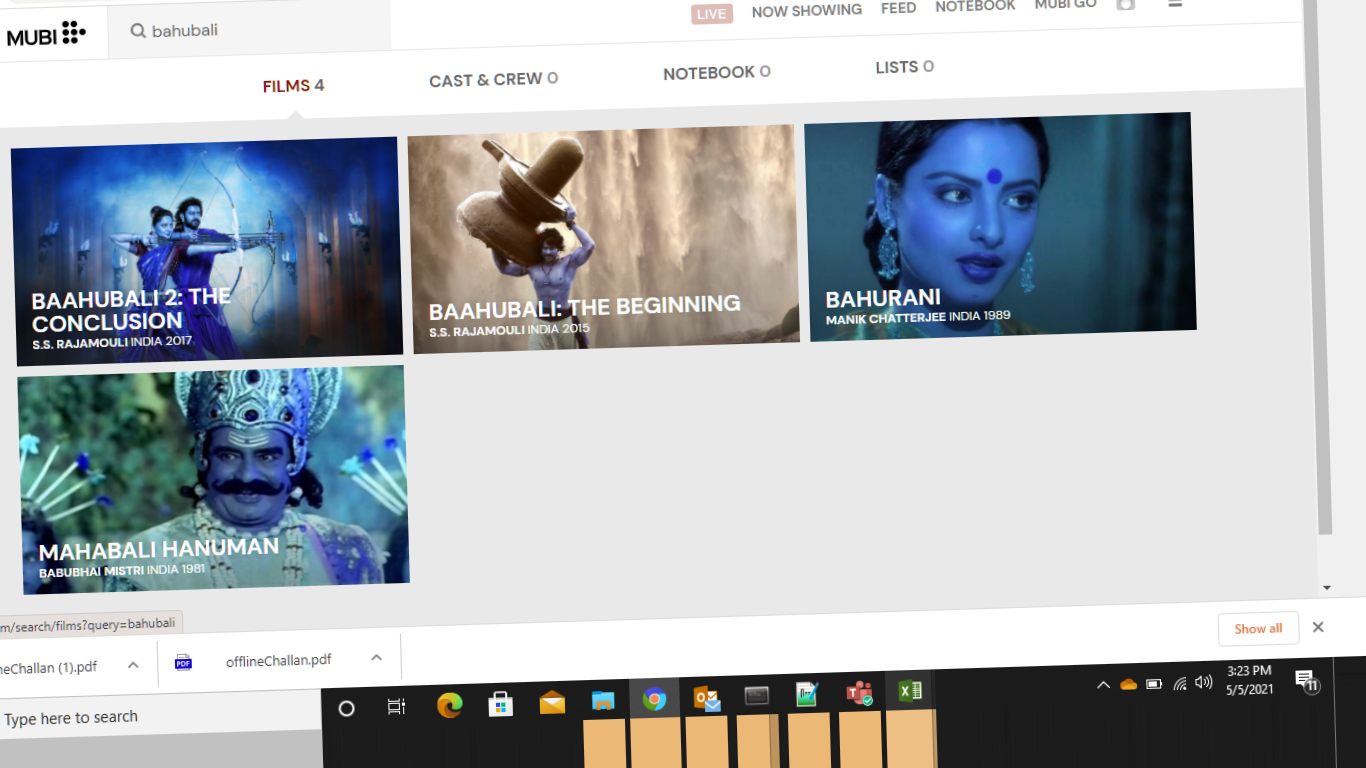 MUBI
bahubali
LIVE
NOW SHOWING
FEED
NOTEBOOK
MUBI GO
FILMS 4
CAST & CREW 0
NOTEBOOK 0
LISTS 0
BAAHUBALI 2: THE
CONCLUSION
S.S. RAJAMOULI INDIA 2017
BAAHUBALI: THE BEGINNING
S.S. RAJAMOULI INDIA 2015
BAHURANI
MANIK CHATTERJEE INDIA 1989
MAHABALI HANUMAN
BABUBHAI MISTRI INDIA 1981
m/search/films?query=bahubali
neChallan (1).pdf
PDF
offlineChallan.pdf
Show all
Type here to search
3:23 PM
5/5/2021
11